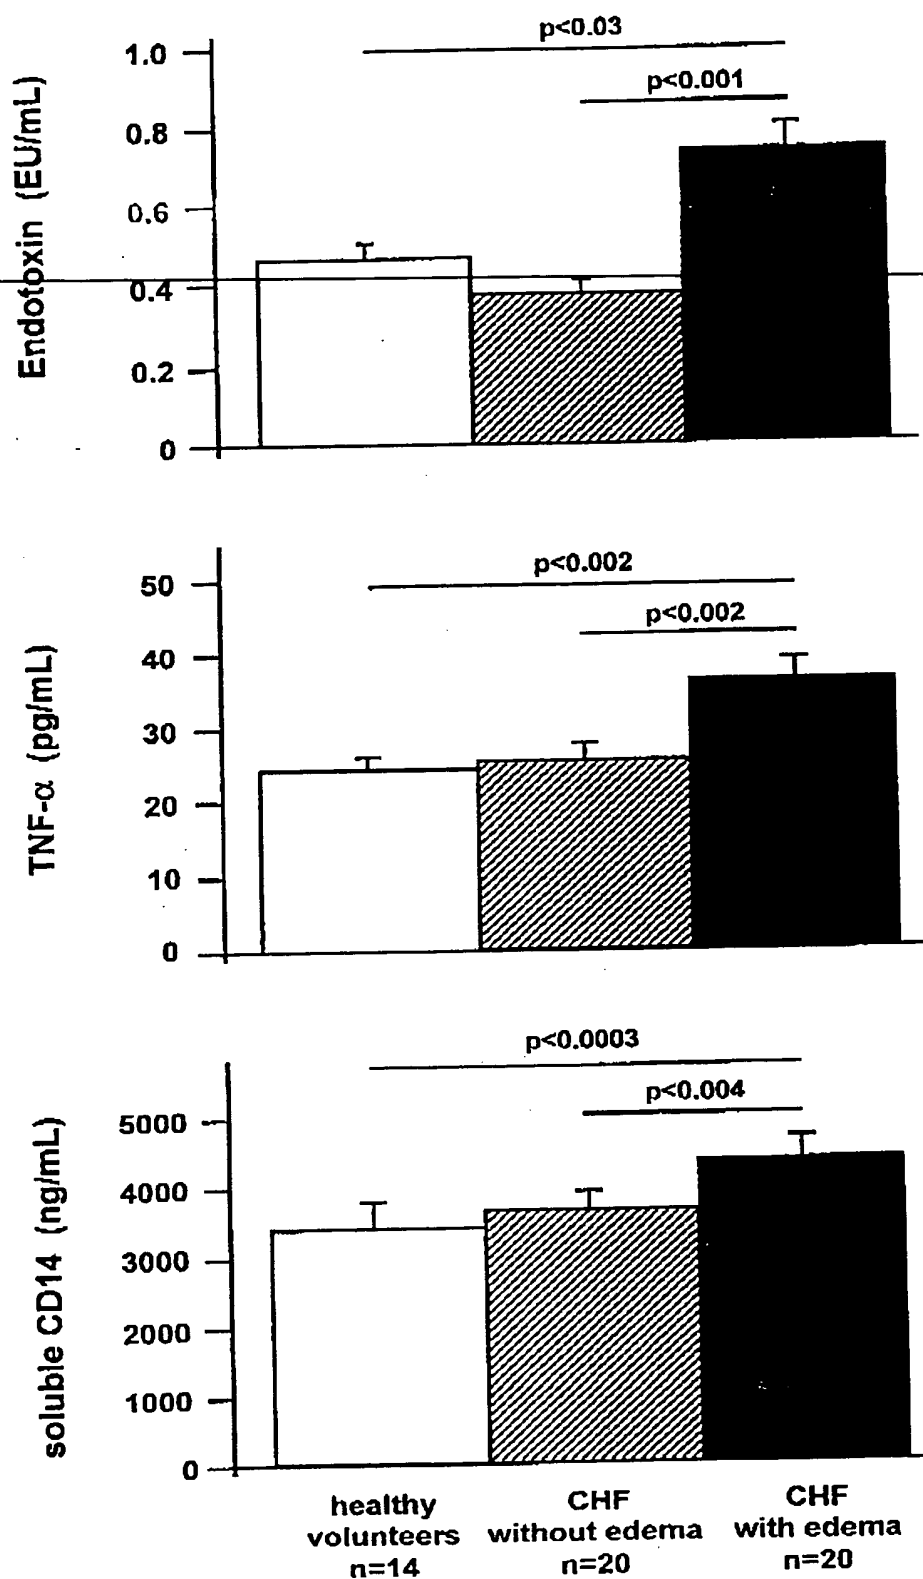 p<0.03
p<0.001
Endotoxin (EU/mL)
1.0
0.8
0.6
0.4
0.2
0
p<0.002
p<0.002
TNF-α (pg/mL)
50
40
30
20
10
0
p<0.0003
p<0.004
soluble CD14 (ng/mL)
5000
4000
3000
2000
1000
0
healthy
volunteers
n=14
CHF
without edema
n=20
CHF
with edema
n=20